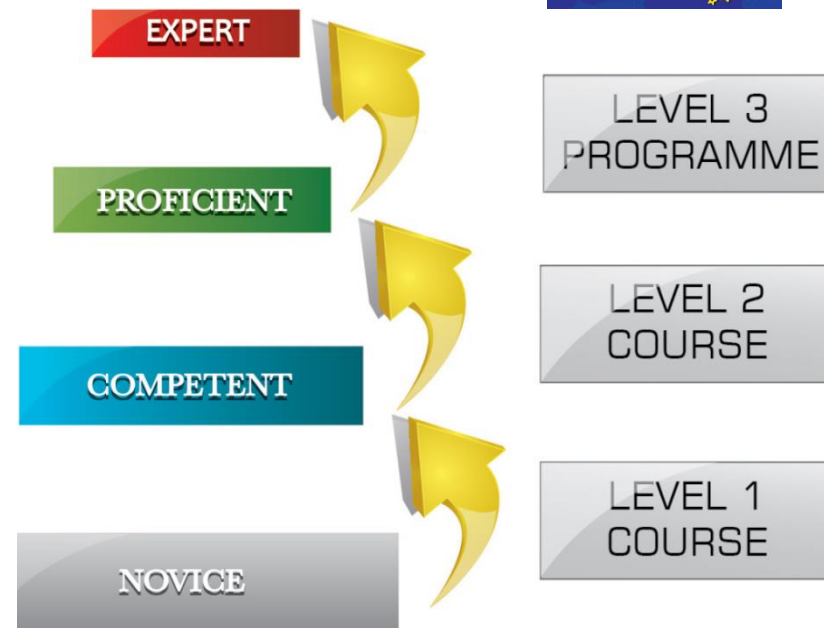 EXPERT
PROFICIENT
COMPETENT
NOVICE
LEVEL 3
PROGRAMME
LEVEL 2
COURSE
LEVEL 1
COURSE